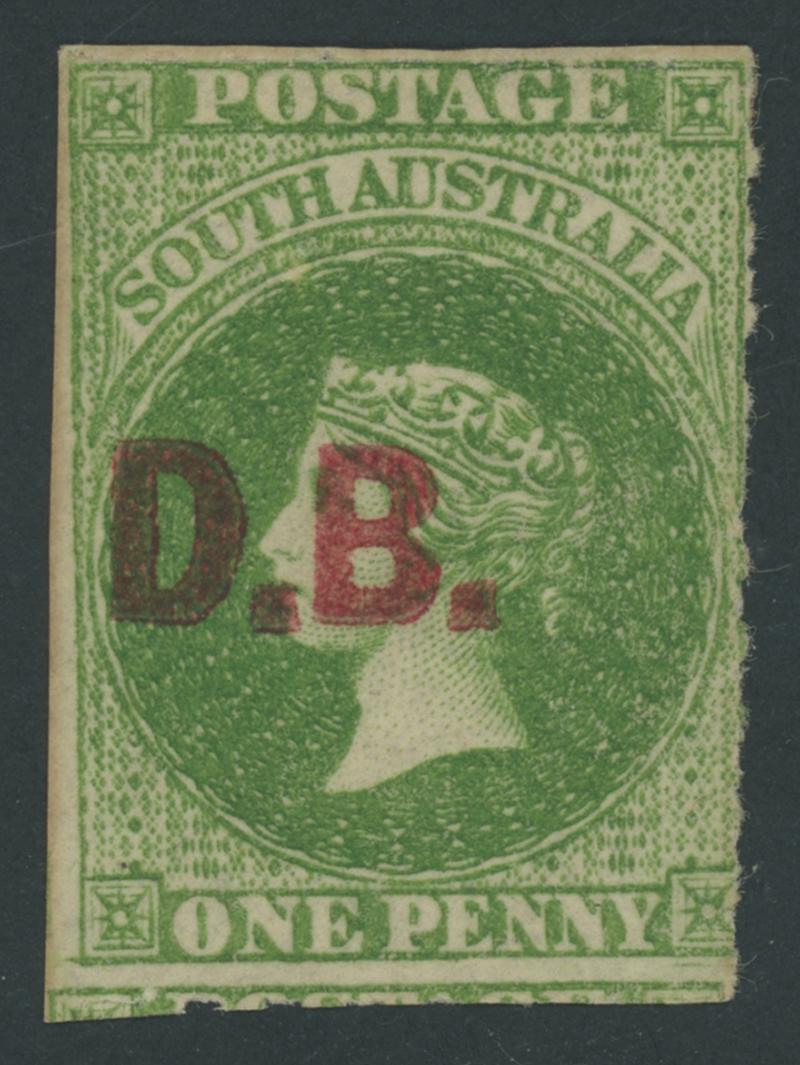 POSTAGE
SOUTH AUSTRALIA
D.B.
ONE PENNY